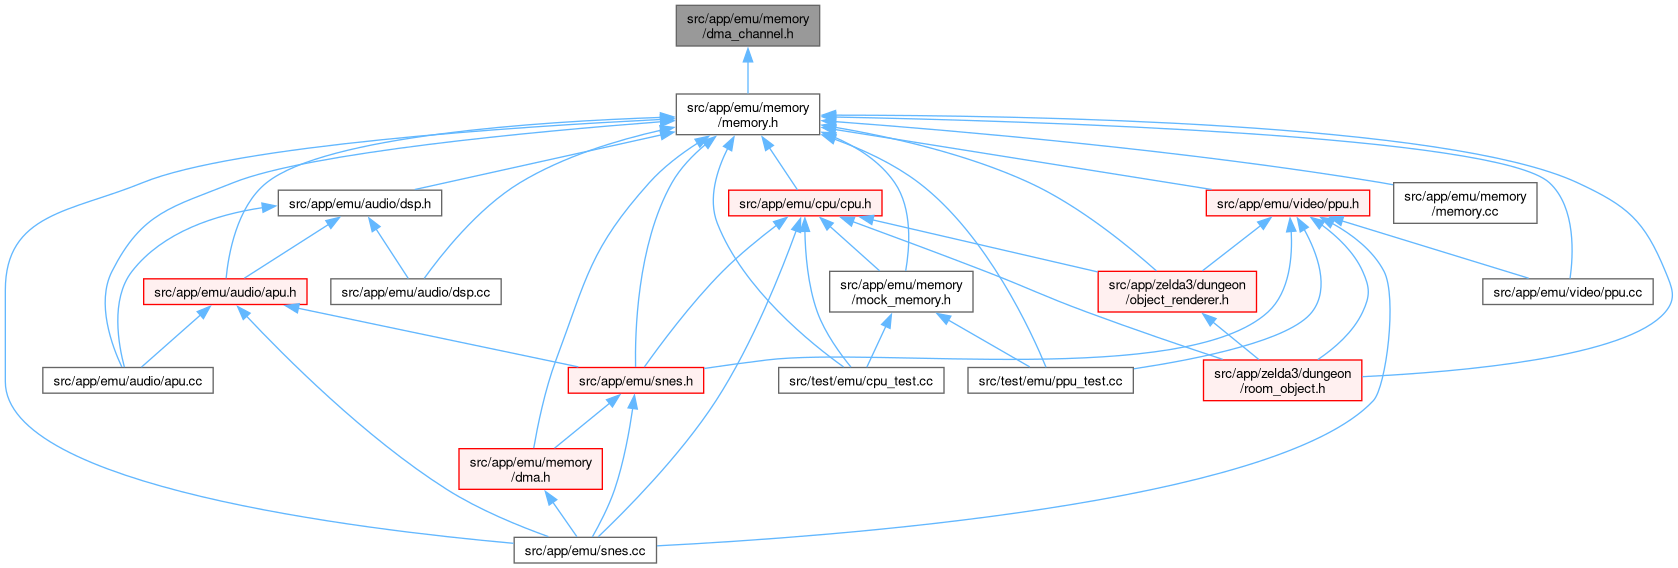 src/app/emu/memory
/dma_channel.h
src/app/emu/memory
/memory.h
src/app/emu/audio/dsp.h
src/app/emu/cpu/cpu.h
src/app/emu/video/ppu.h
src/app/emu/memory
/memory.cc
src/app/emu/audio/apu.h
src/app/emu/audio/dsp.cc
src/app/emu/memory
/mock_memory.h
src/app/zelda3/dungeon
/object_renderer.h
src/app/emu/video/ppu.cc
src/app/emu/audio/apu.cc
src/app/emu/snes.h
src/test/emu/cpu_test.cc
src/test/emu/ppu_test.cc
src/app/zelda3/dungeon
/room_object.h
src/app/emu/memory
/dma.h
src/app/emu/snes.cc